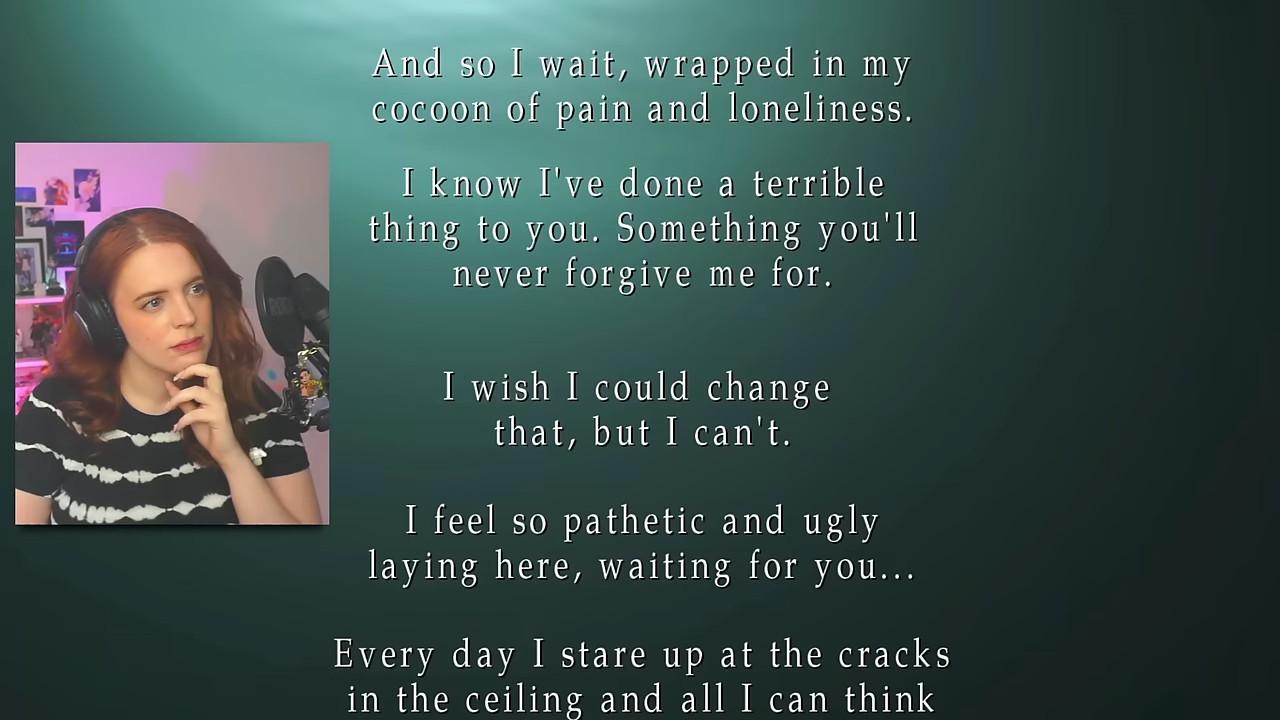 And so I wait, wrapped in my
cocoon of pain and loneliness.
I know I've done a terrible
thing to you. Something you'll
never forgive me for.
I wish I could change
that, but I can't.
I feel so pathetic and ugly
laying here, waiting for you...
Every day I stare up at the cracks
in the ceiling and all I can think